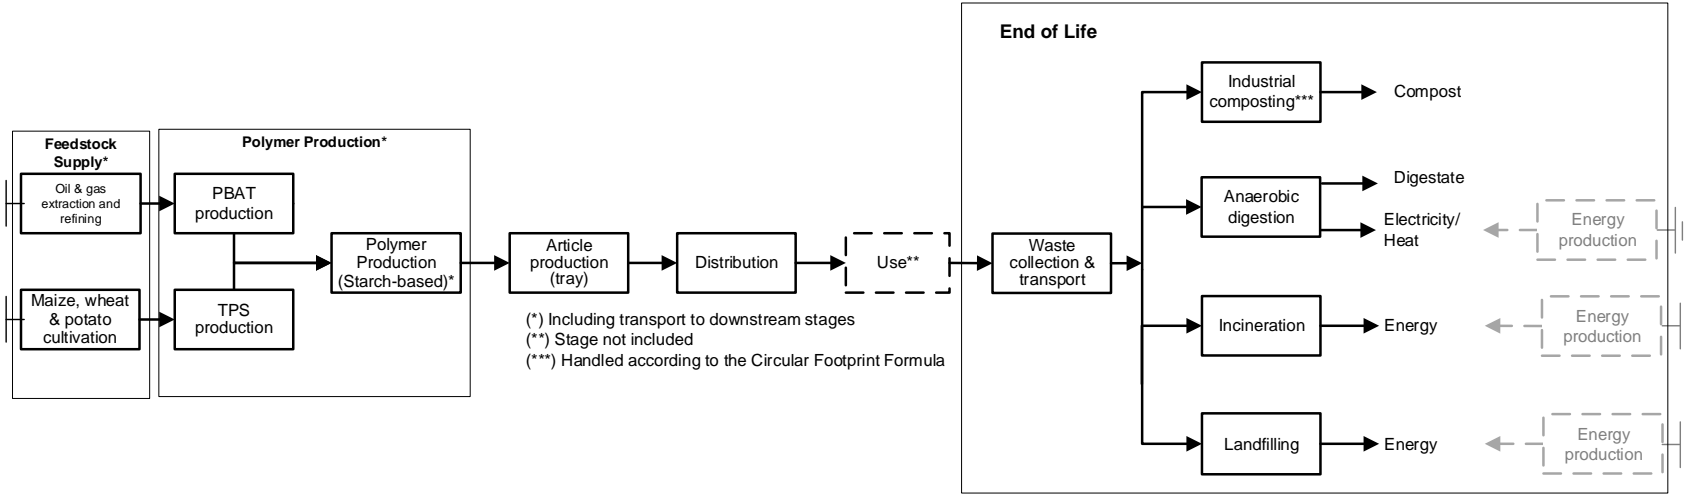 End of Life
Feedstock
Supply*
Oil & gas
extraction and
refining
Maize, wheat
& potato
cultivation
Polymer Production*
PBAT
production
TPS
production
Polymer
Production
(Starch-based)*
Article
production
(tray)
Distribution
Use**
(*) Including transport to downstream stages
(**) Stage not included
(***) Handled according to the Circular Footprint Formula
Waste
collection &
transport
Industrial
composting***
Compost
Anaerobic
digestion
Digestate
Electricity/
Heat
Energy
production
Incineration
Energy
Energy
production
Landfilling
Energy
Energy
production